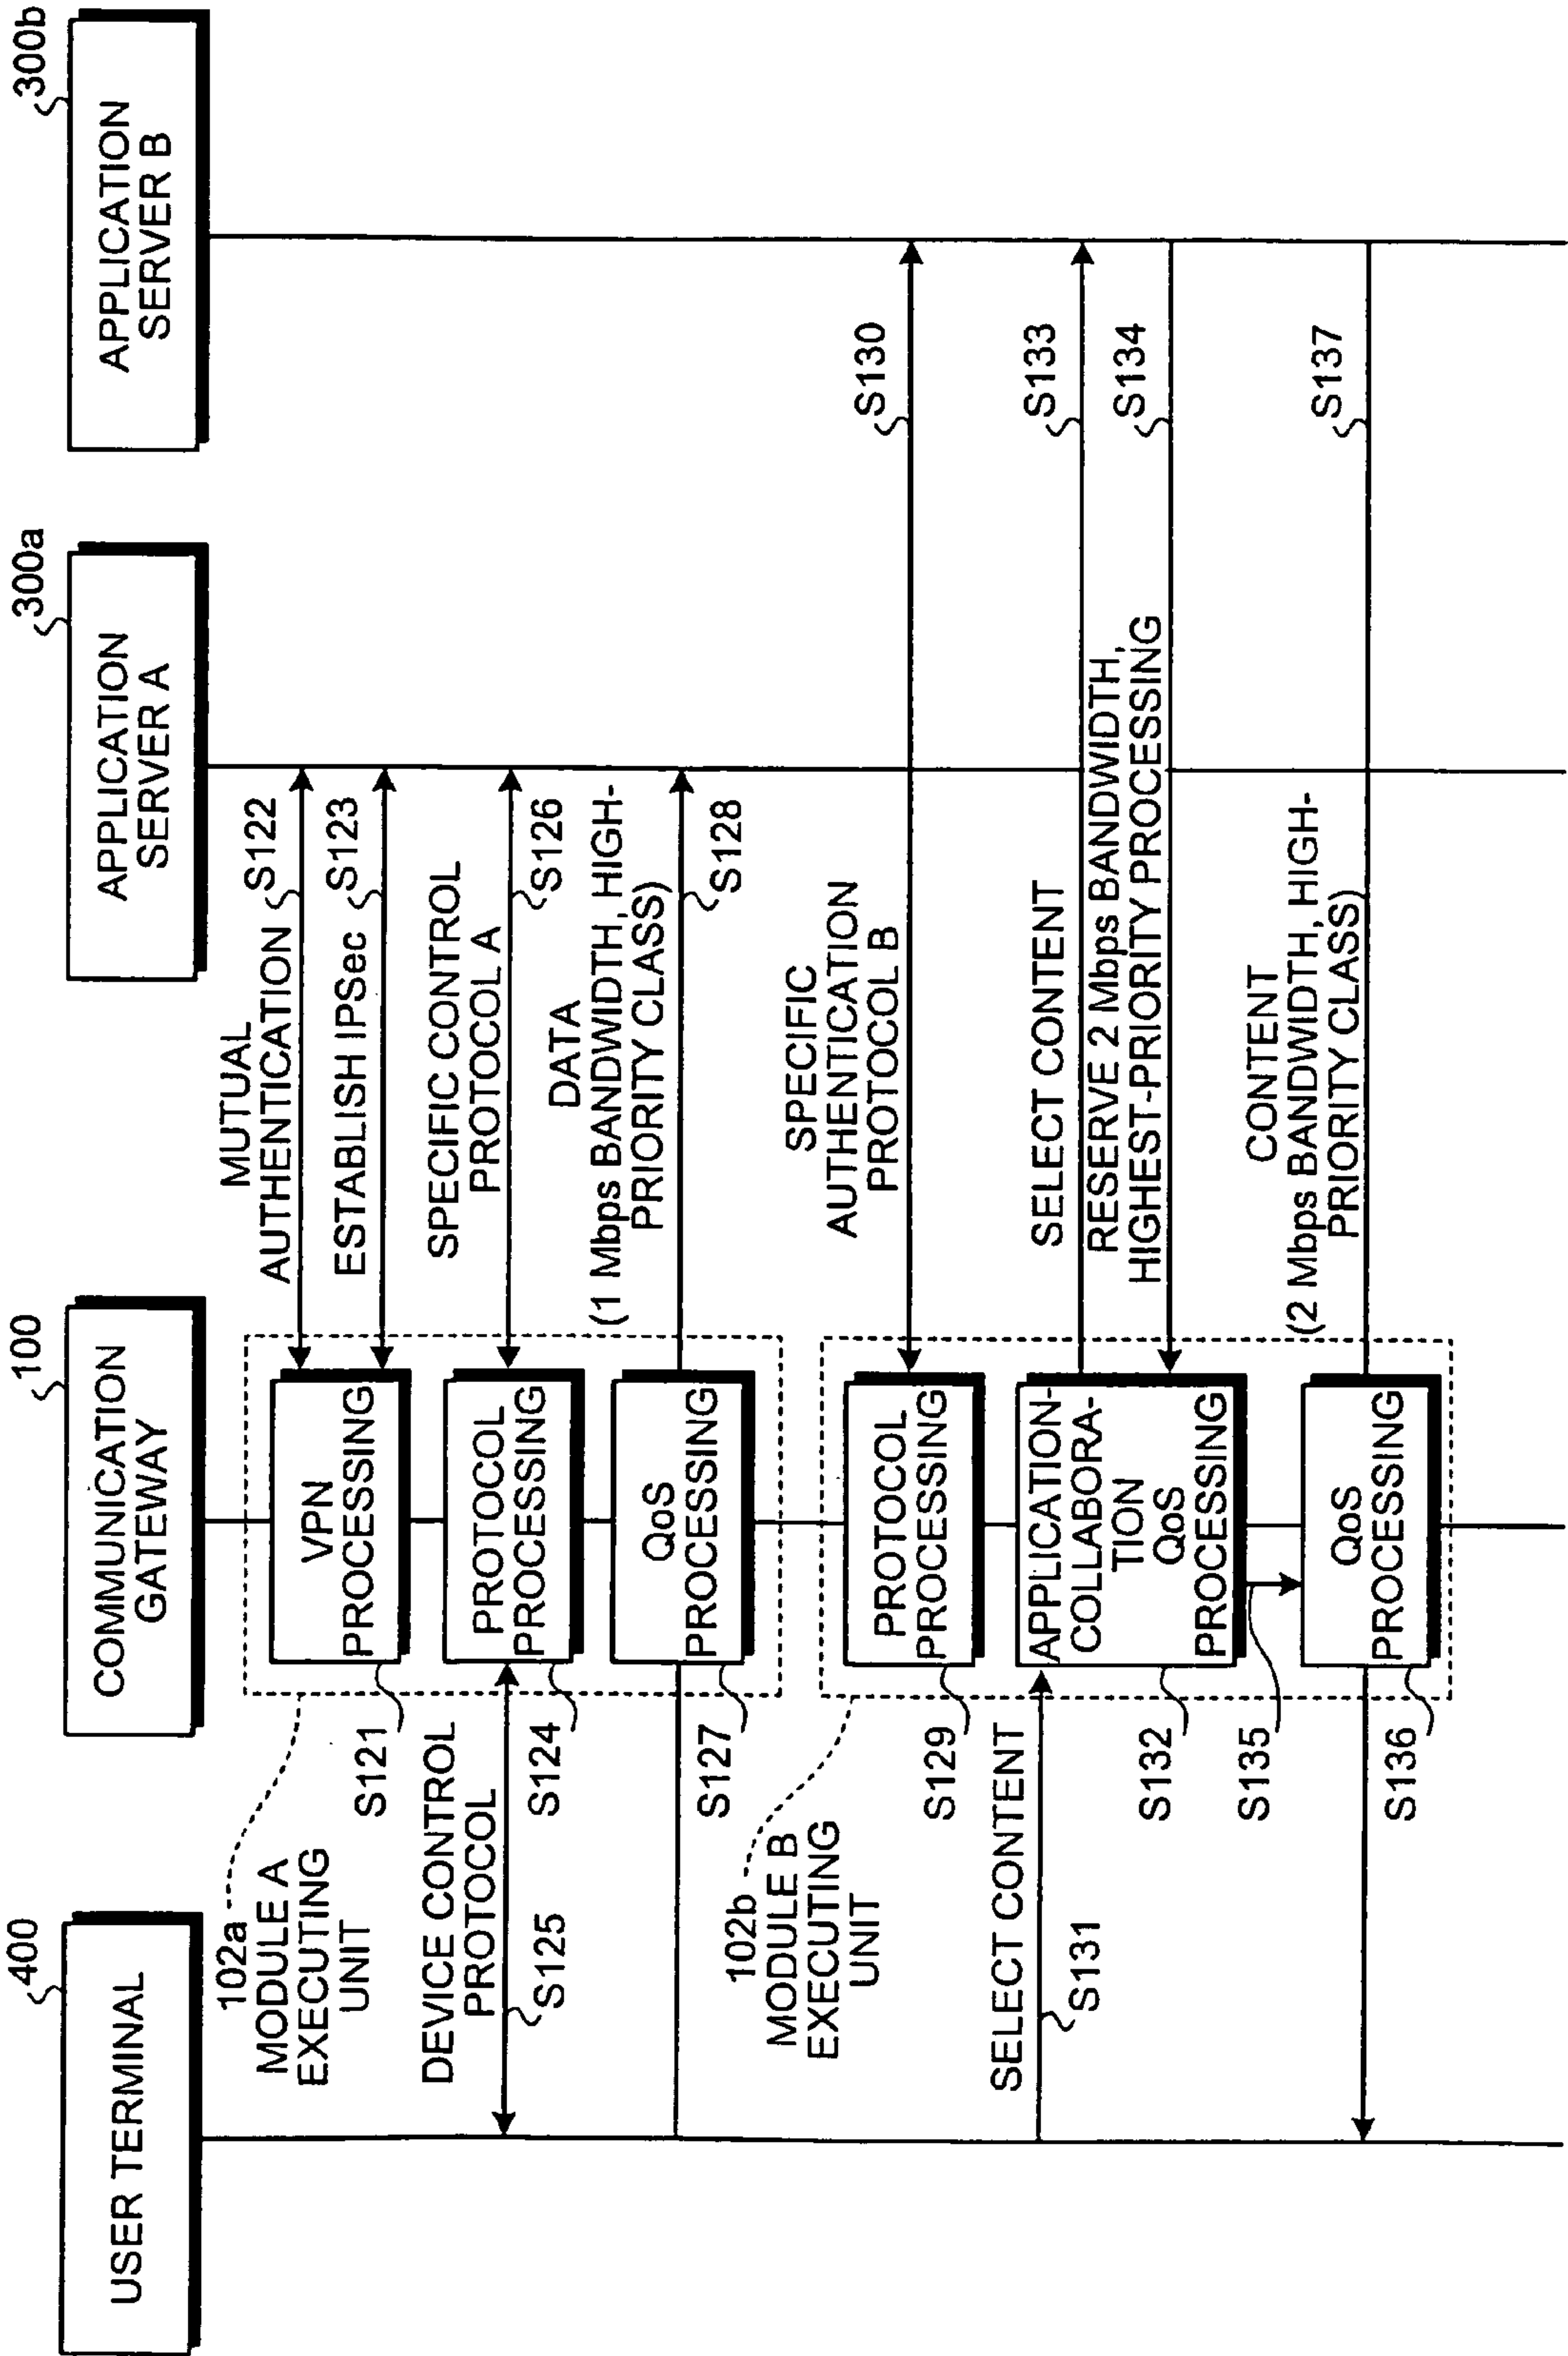 400
USER TERMINAL
100
COMMUNICATION
GATEWAY
300a
APPLICATION
SERVER A
300b
APPLICATION
SERVER B
102a
MODULE A
EXECUTING
UNIT
VPN
PROCESSING
S121
MUTUAL
AUTHENTICATION
S122
ESTABLISH IPSec
S123
DEVICE CONTROL
PROTOCOL
S125
PROTOCOL
PROCESSING
S124
SPECIFIC CONTROL
PROTOCOL A
S126
QoS
PROCESSING
S127
DATA
(1 Mbps BANDWIDTH, HIGH-
PRIORITY CLASS)
S128
102b
MODULE B
EXECUTING
UNIT
PROTOCOL
PROCESSING
S129
SPECIFIC
AUTHENTICATION
PROTOCOL B
S130
SELECT CONTENT
S131
APPLICATION-
COLLABORA-
TION
QoS
PROCESSING
S132
SELECT CONTENT
S133
RESERVE 2 Mbps BANDWIDTH,
HIGHEST-PRIORITY PROCESSING
S134
S135
QoS
PROCESSING
S136
CONTENT
(2 Mbps BANDWIDTH, HIGH-
PRIORITY CLASS)
S137